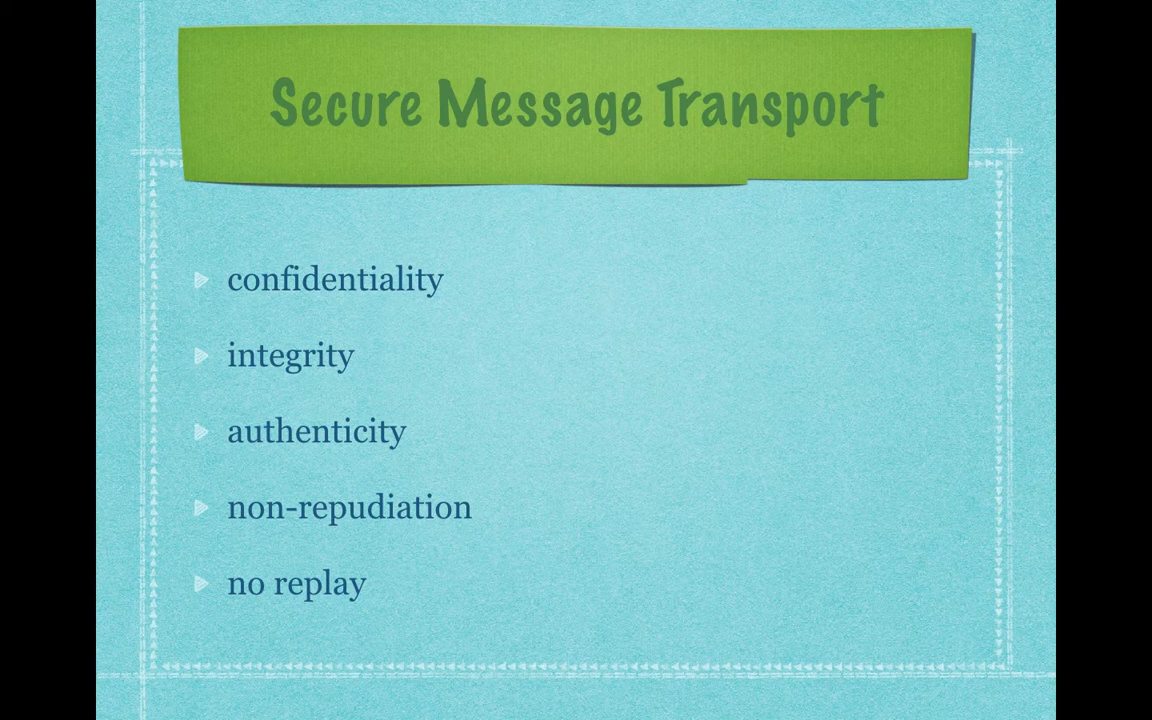 Secure Message Transport
confidentiality
integrity
authenticity
non-repudiation
no replay